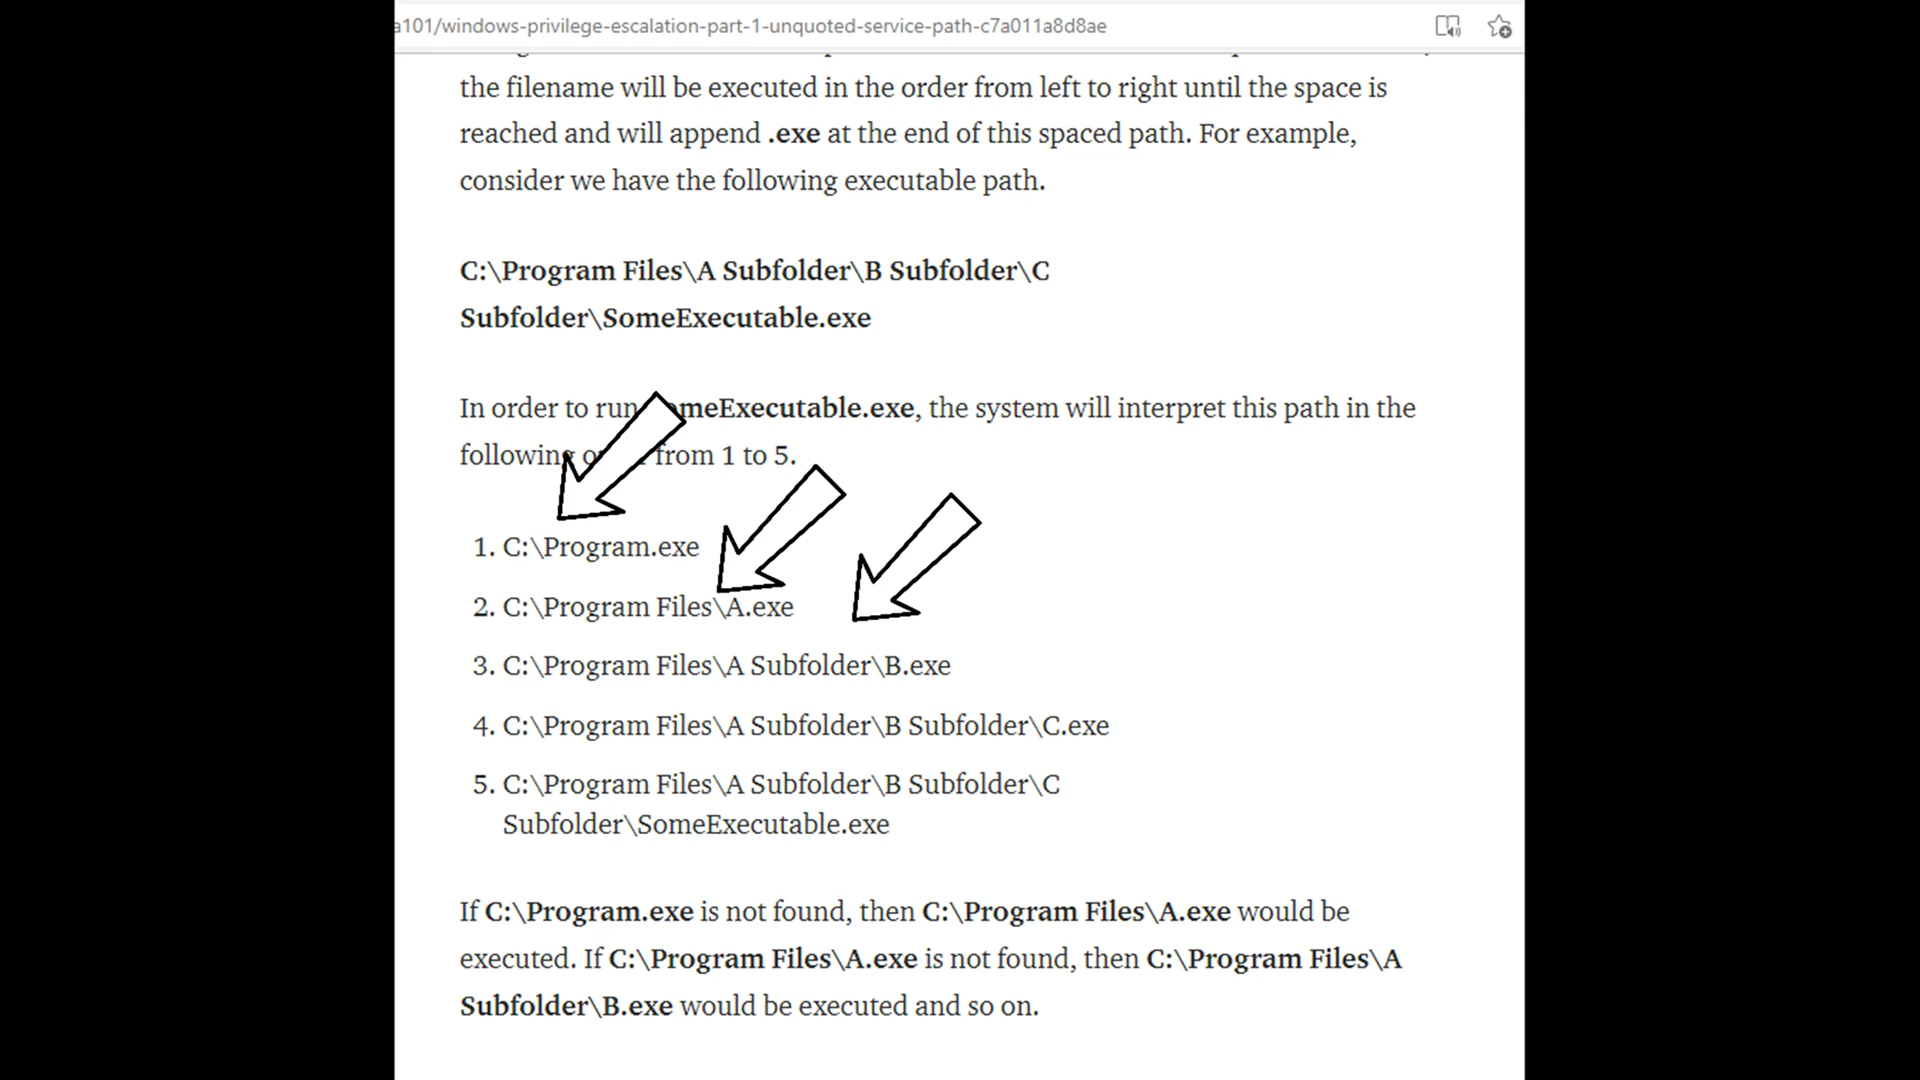 a101/windows-privilege-escalation-part-1-unquoted-service-path-c7a011a8d8ae
the filename will be executed in the order from left to right until the space is
reached and will append .exe at the end of this spaced path. For example,
consider we have the following executable path.
C:\Program Files\A Subfolder\B Subfolder\C
Subfolder\SomeExecutable.exe
In order to run meExecutable.exe, the system will interpret this path in the
following from 1 to 5.
1. C:\Program.exe
2. C:\Program Files\A.exe
3. C:\Program Files\A Subfolder\B.exe
4. C:\Program Files\A Subfolder\B Subfolder\C.exe
5. C:\Program Files\A Subfolder\B Subfolder\C
Subfolder\SomeExecutable.exe
If C:\Program.exe is not found, then C:\Program Files\A.exe would be
executed. If C:\Program Files\A.exe is not found, then C:\Program Files\A
Subfolder\B.exe would be executed and so on.